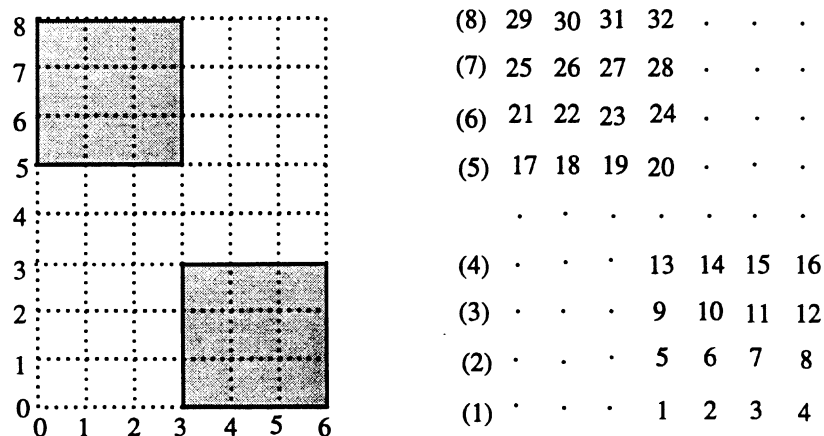 8
7
6
5
4
3
2
1
0
0 1 2 3 4 5 6
(8) 29 30 31 32 . . .
(7) 25 26 27 28 . . .
(6) 21 22 23 24 . . .
(5) 17 18 19 20 . . .
. . . . . . .
(4) . . . 13 14 15 16
(3) . . . 9 10 11 12
(2) . . . 5 6 7 8
(1) . . . 1 2 3 4